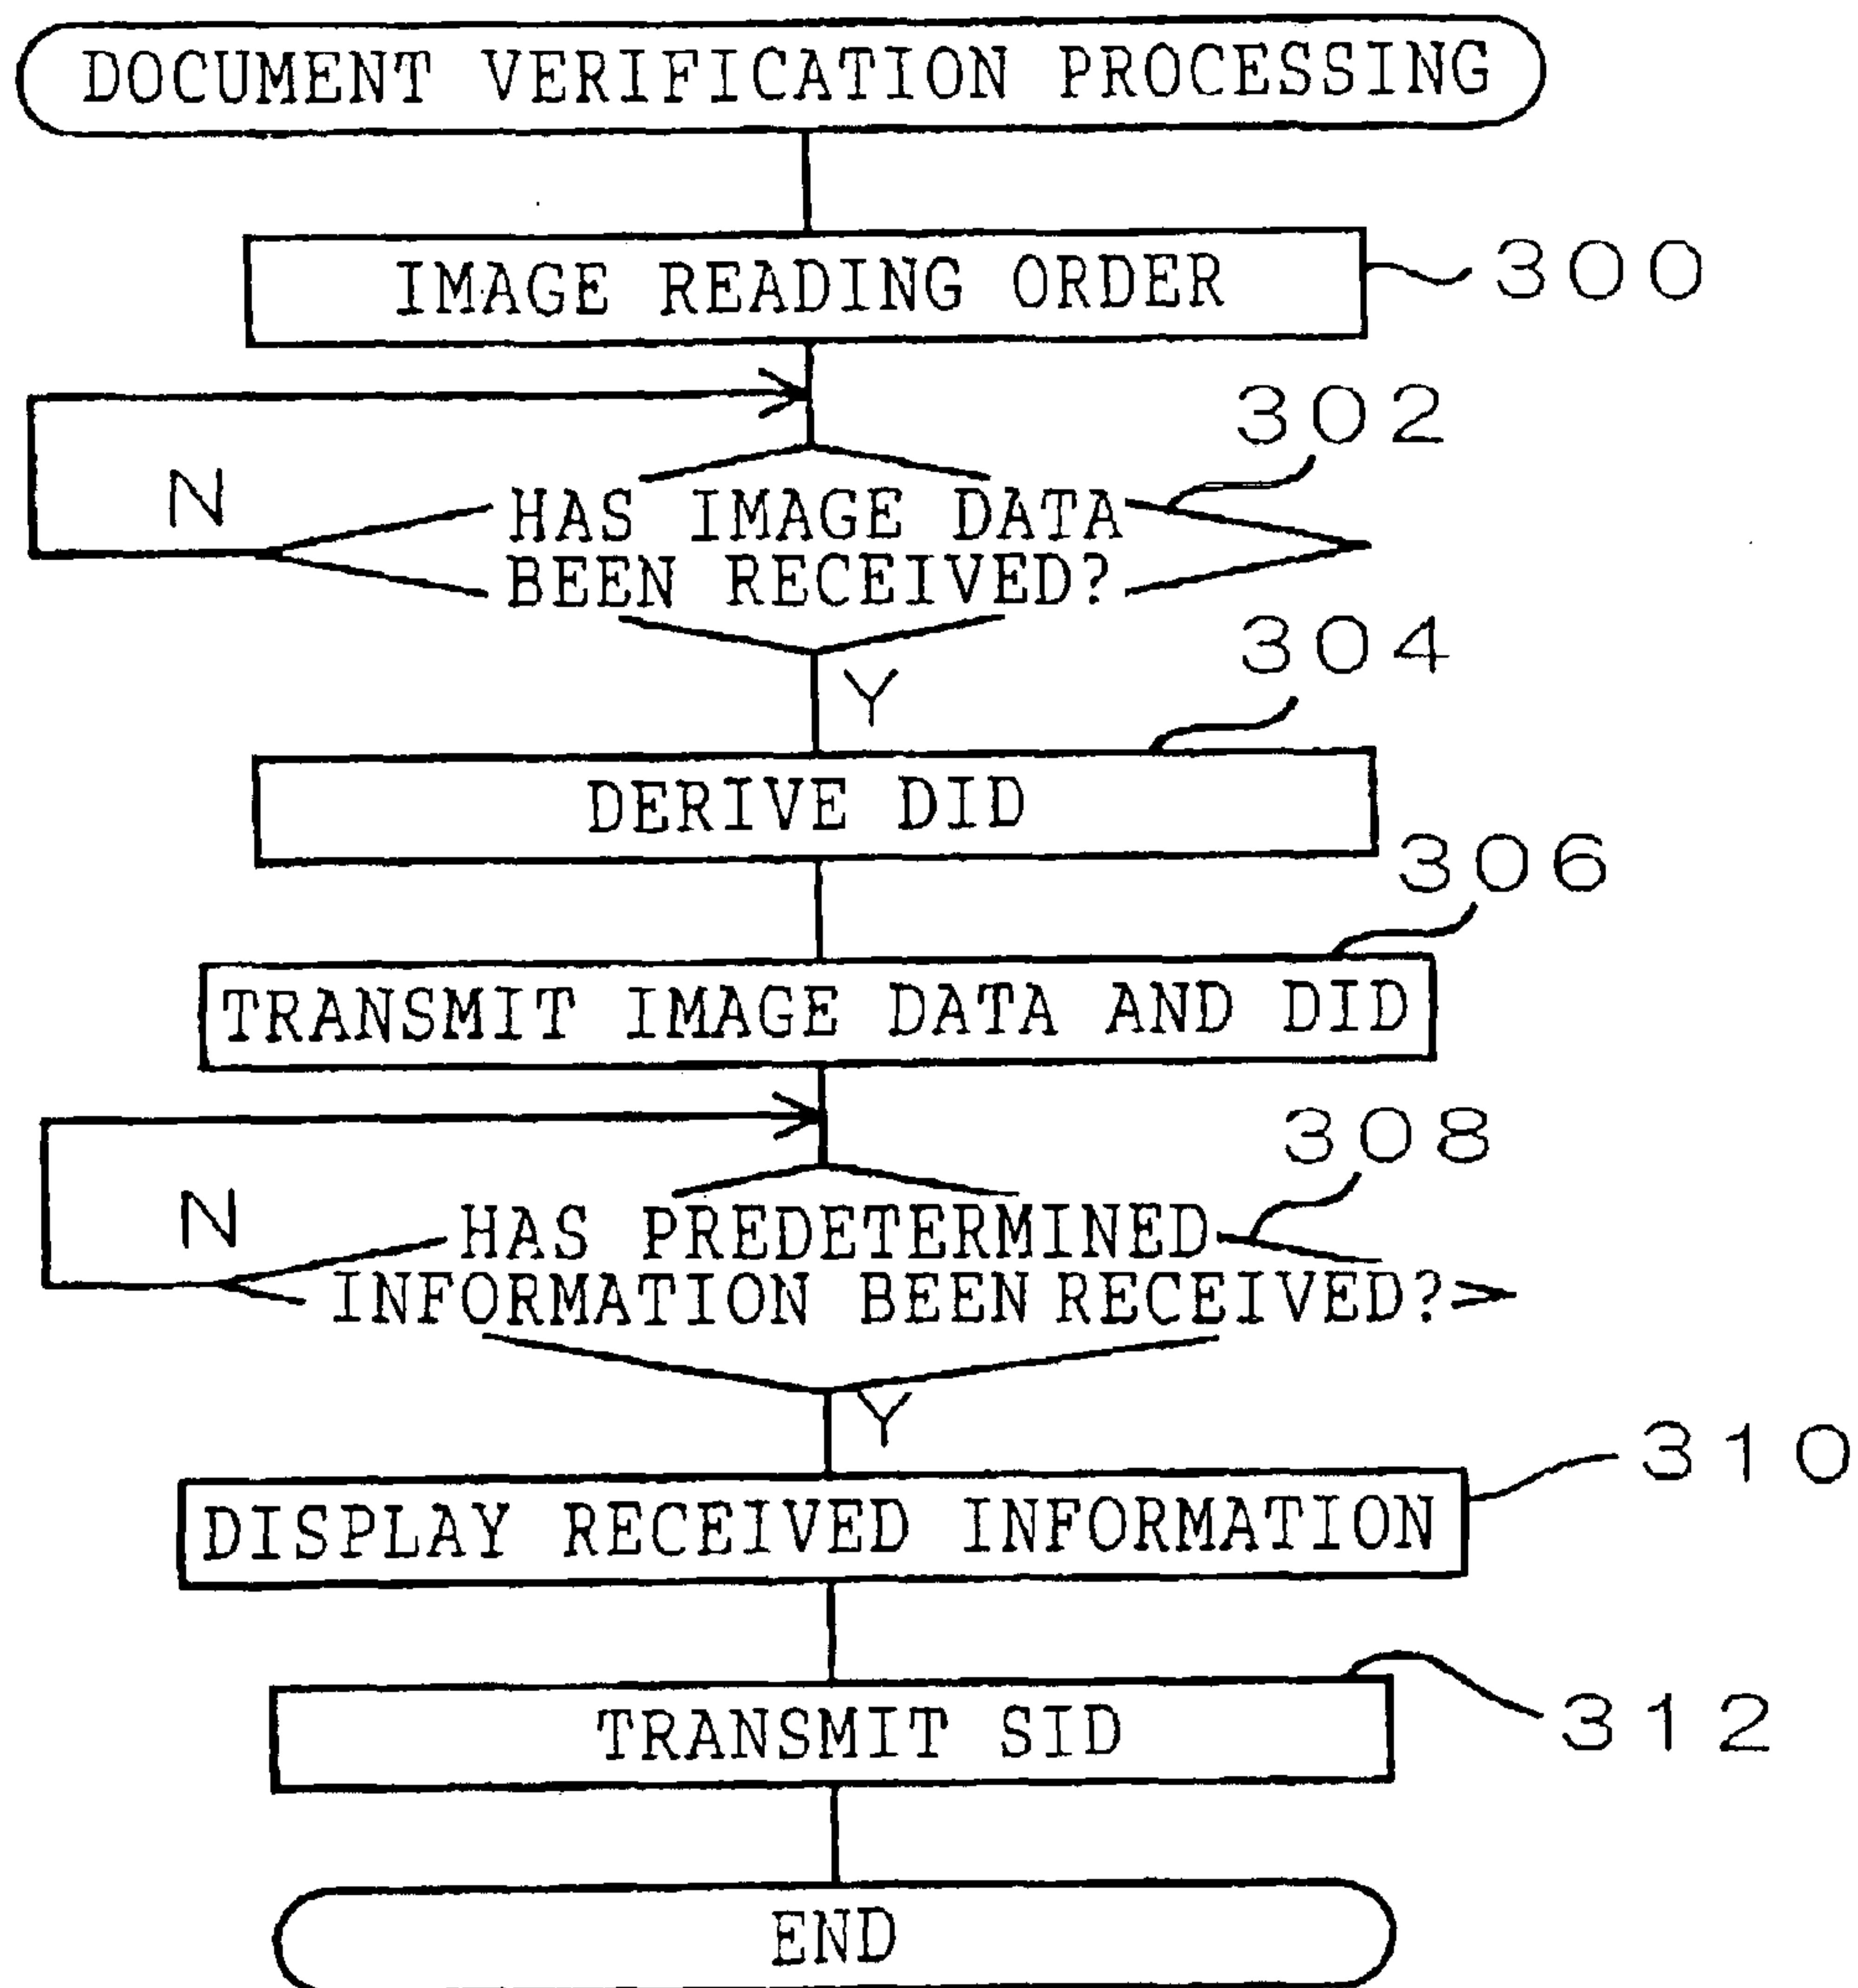 DOCUMENT VERIFICATION PROCESSING
IMAGE READING ORDER
300
302
N
HAS IMAGE DATA
BEEN RECEIVED?
304
Y
DERIVE DID
306
TRANSMIT IMAGE DATA AND DID
308
N
HAS PREDETERMINED
INFORMATION BEEN RECEIVED?
Y
310
DISPLAY RECEIVED INFORMATION
TRANSMIT SID
312
END